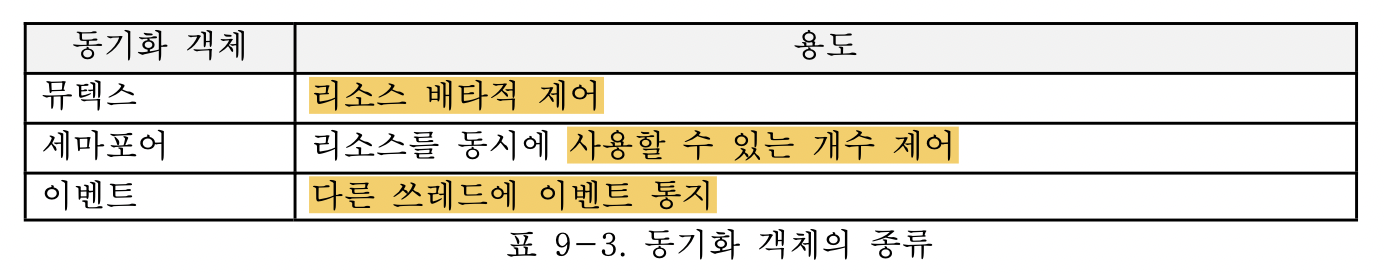 동기화 객체 용도
뮤텍스 리소스 배타적 제어
세마포어 리소스를 동시에 사용할 수 있는 개수 제어
이벤트 다른 쓰레드에 이벤트 통지
표 9-3. 동기화 객체의 종류